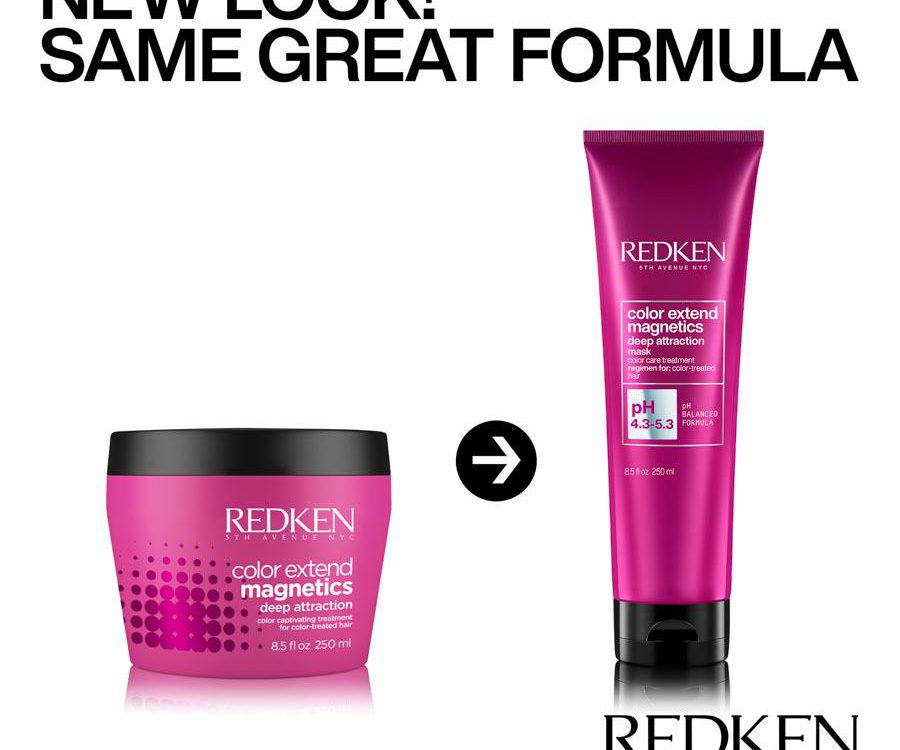 NEW LOOK!
SAME GREAT FORMULA
REDKEN
5TH AVENUE NYC
color extend
magnetics
deep attraction
mask
color care treatment
regimen for: color-treated
hair
pH
4.3-5.3
pH
BALANCED
FORMULA
8.5 fl oz 250 ml
REDKEN
5TH AVENUE NYC
color extend
magnetics
deep attraction
color captivating treatment
for color-treated hair
8.5 fl oz 250 ml
REDKEN